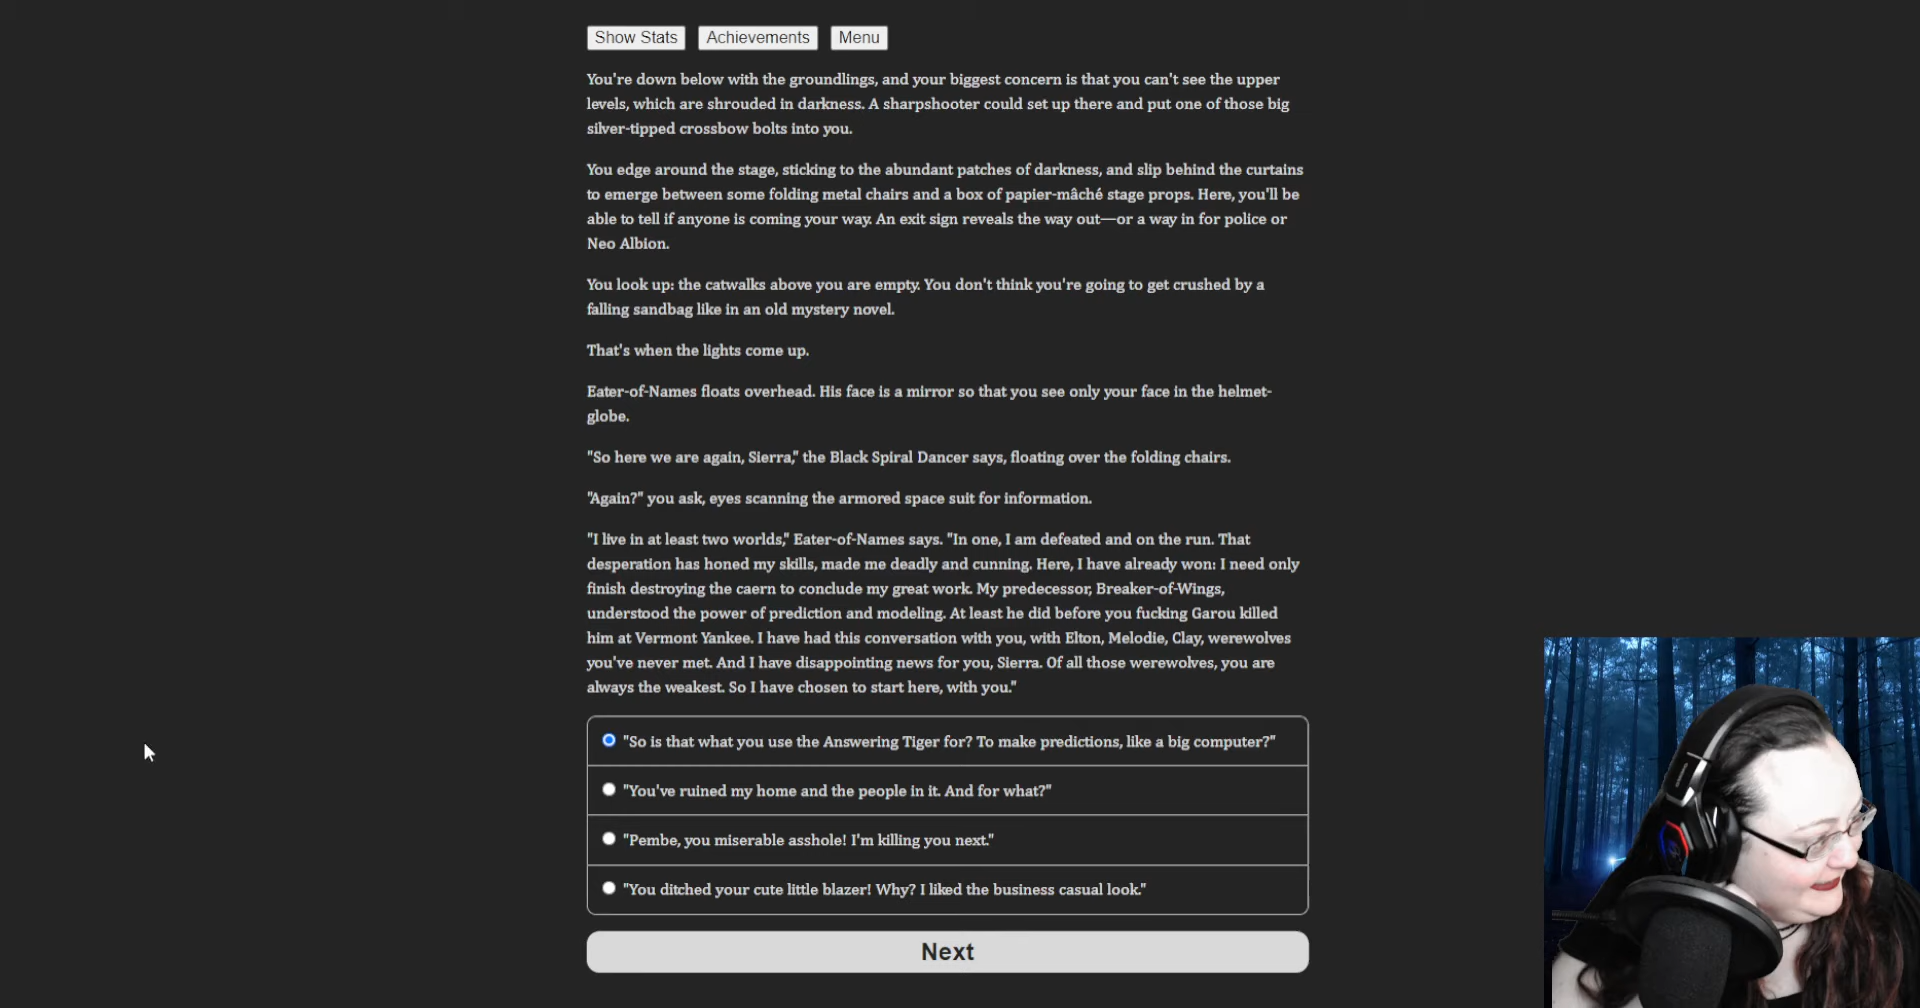 Show Stats Achievements Menu
You're down below with the groundlings, and your biggest concern is that you can't see the upper
levels, which are shrouded in darkness. A sharpshooter could set up there and put one of those big
silver-tipped crossbow bolts into you.
You edge around the stage, sticking to the abundant patches of darkness, and slip behind the curtains
to emerge between some folding metal chairs and a box of papier-mâché stage props. Here, you'll be
able to tell if anyone is coming your way. An exit sign reveals the way out—or a way in for police or
Neo Albion.
You look up: the catwalks above you are empty. You don't think you're going to get crushed by a
falling sandbag like in an old mystery novel.
That's when the lights come up.
Eater-of-Names floats overhead. His face is a mirror so that you see only your face in the helmet-
globe.
"So here we are again, Sierra," the Black Spiral Dancer says, floating over the folding chairs.
"Again?" you ask, eyes scanning the armored space suit for information.
"I live in at least two worlds," Eater-of-Names says. "In one, I am defeated and on the run. That
desperation has honed my skills, made me deadly and cunning. Here, I have already won: I need only
finish destroying the caern to conclude my great work. My predecessor, Breaker-of-Wings,
understood the power of prediction and modeling. At least he did before you fucking Garou killed
him at Vermont Yankee. I have had this conversation with you, with Elton, Melodie, Clay, werewolves
you've never met. And I have disappointing news for you, Sierra. Of all those werewolves, you are
always the weakest. So I have chosen to start here, with you."
"So is that what you use the Answering Tiger for? To make predictions, like a big computer?"
"You've ruined my home and the people in it. And for what?"
"Pembe, you miserable asshole! I'm killing you next."
"You ditched your cute little blazer! Why? I liked the business casual look."
Next